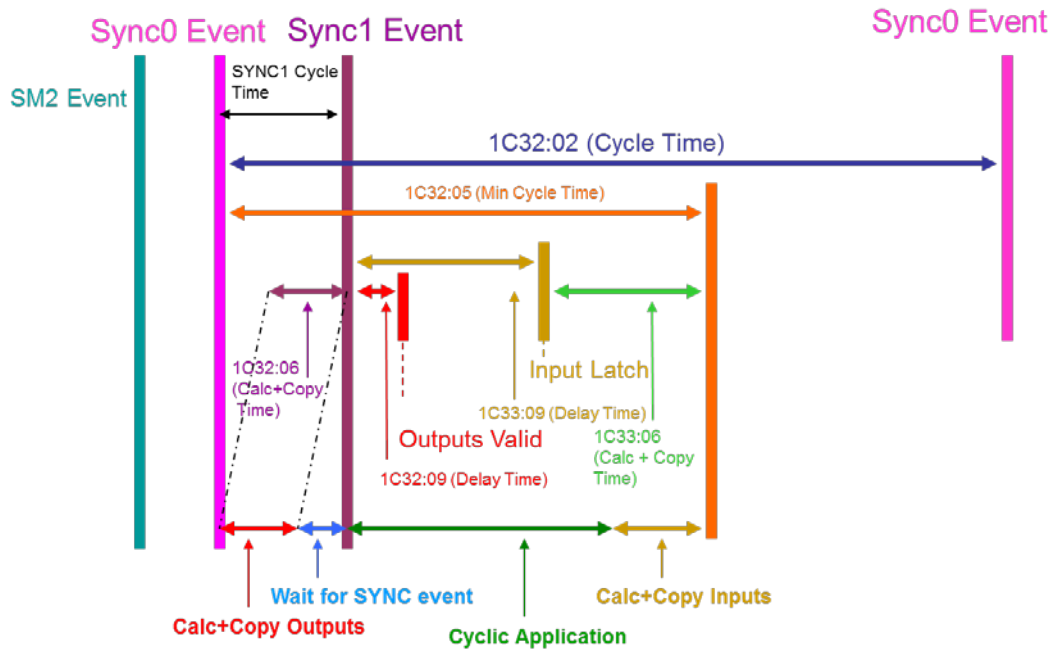 Sync0 Event
Sync1 Event
Sync0 Event
SYNC1 Cycle
Time
SM2 Event
1C32:02 (Cycle Time)
1C32:05 (Min Cycle Time)
1C32:06
(Calc+Copy
Time)
Input Latch
1C33:09 (Delay Time)
Outputs Valid
1C33:06
(Calc + Copy
Time)
1C32:09 (Delay Time)
Wait for SYNC event
Calc+Copy Inputs
Calc+Copy Outputs
Cyclic Application